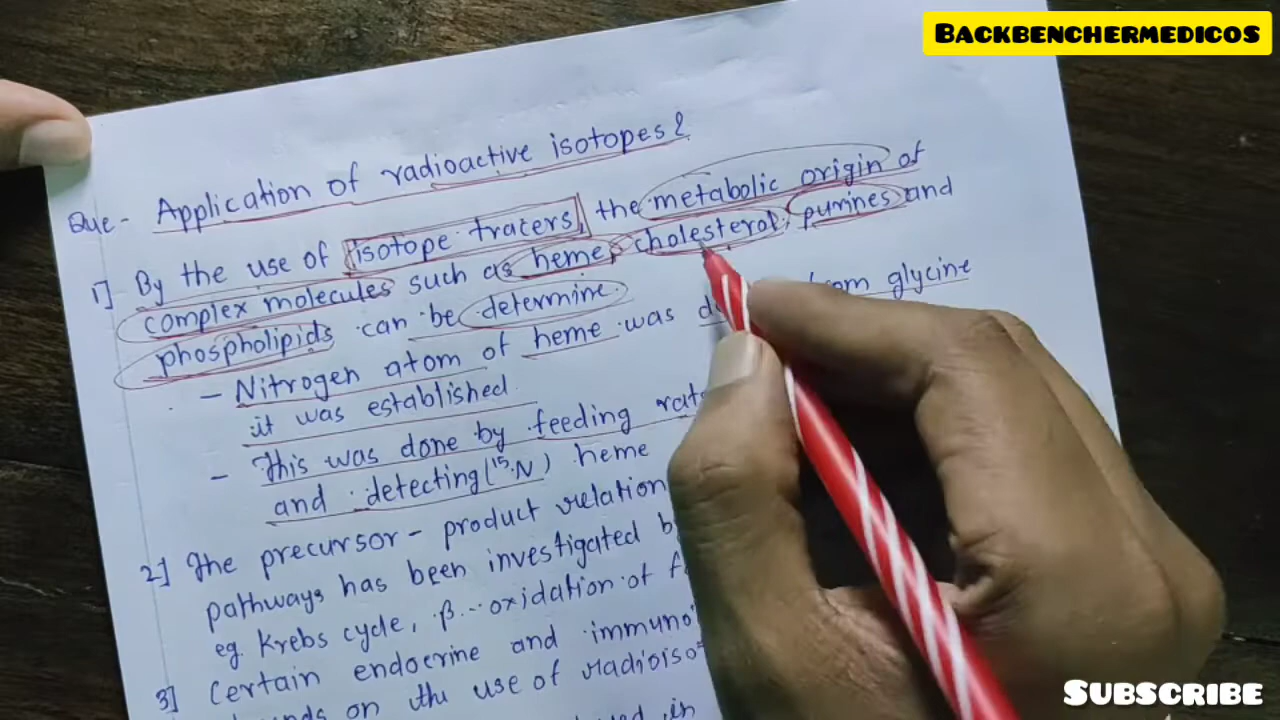 BACKBENCHERMEDICOS
Que - Application of radioactive isotopes?
1] By the use of isotope tracers, the metabolic origin of
complex molecules such as heme, cholesterol, purines and
phospholipids can be determine.
- Nitrogen atom of heme was from glycine
it was established.
- This was done by feeding rats
and detecting (15N) heme
2] The precursor - product relation
pathways has been investigated
eg. Krebs cycle, β-oxidation of
3] Certain endocrine and immuno
on the use of radioiso
in
SUBSCRIBE